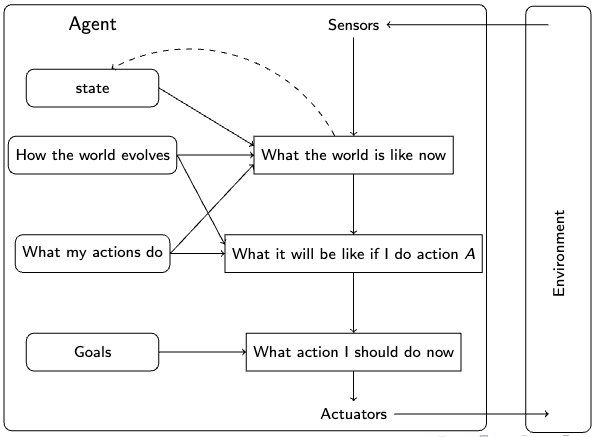 Agent
Sensors
state
How the world evolves
What the world is like now
What my actions do
What it will be like if I do action A
Environment
Goals
What action I should do now
Actuators